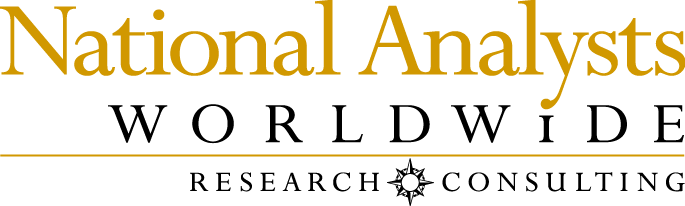 National Analysts
WORLDWiDE
RESEARCH CONSULTING